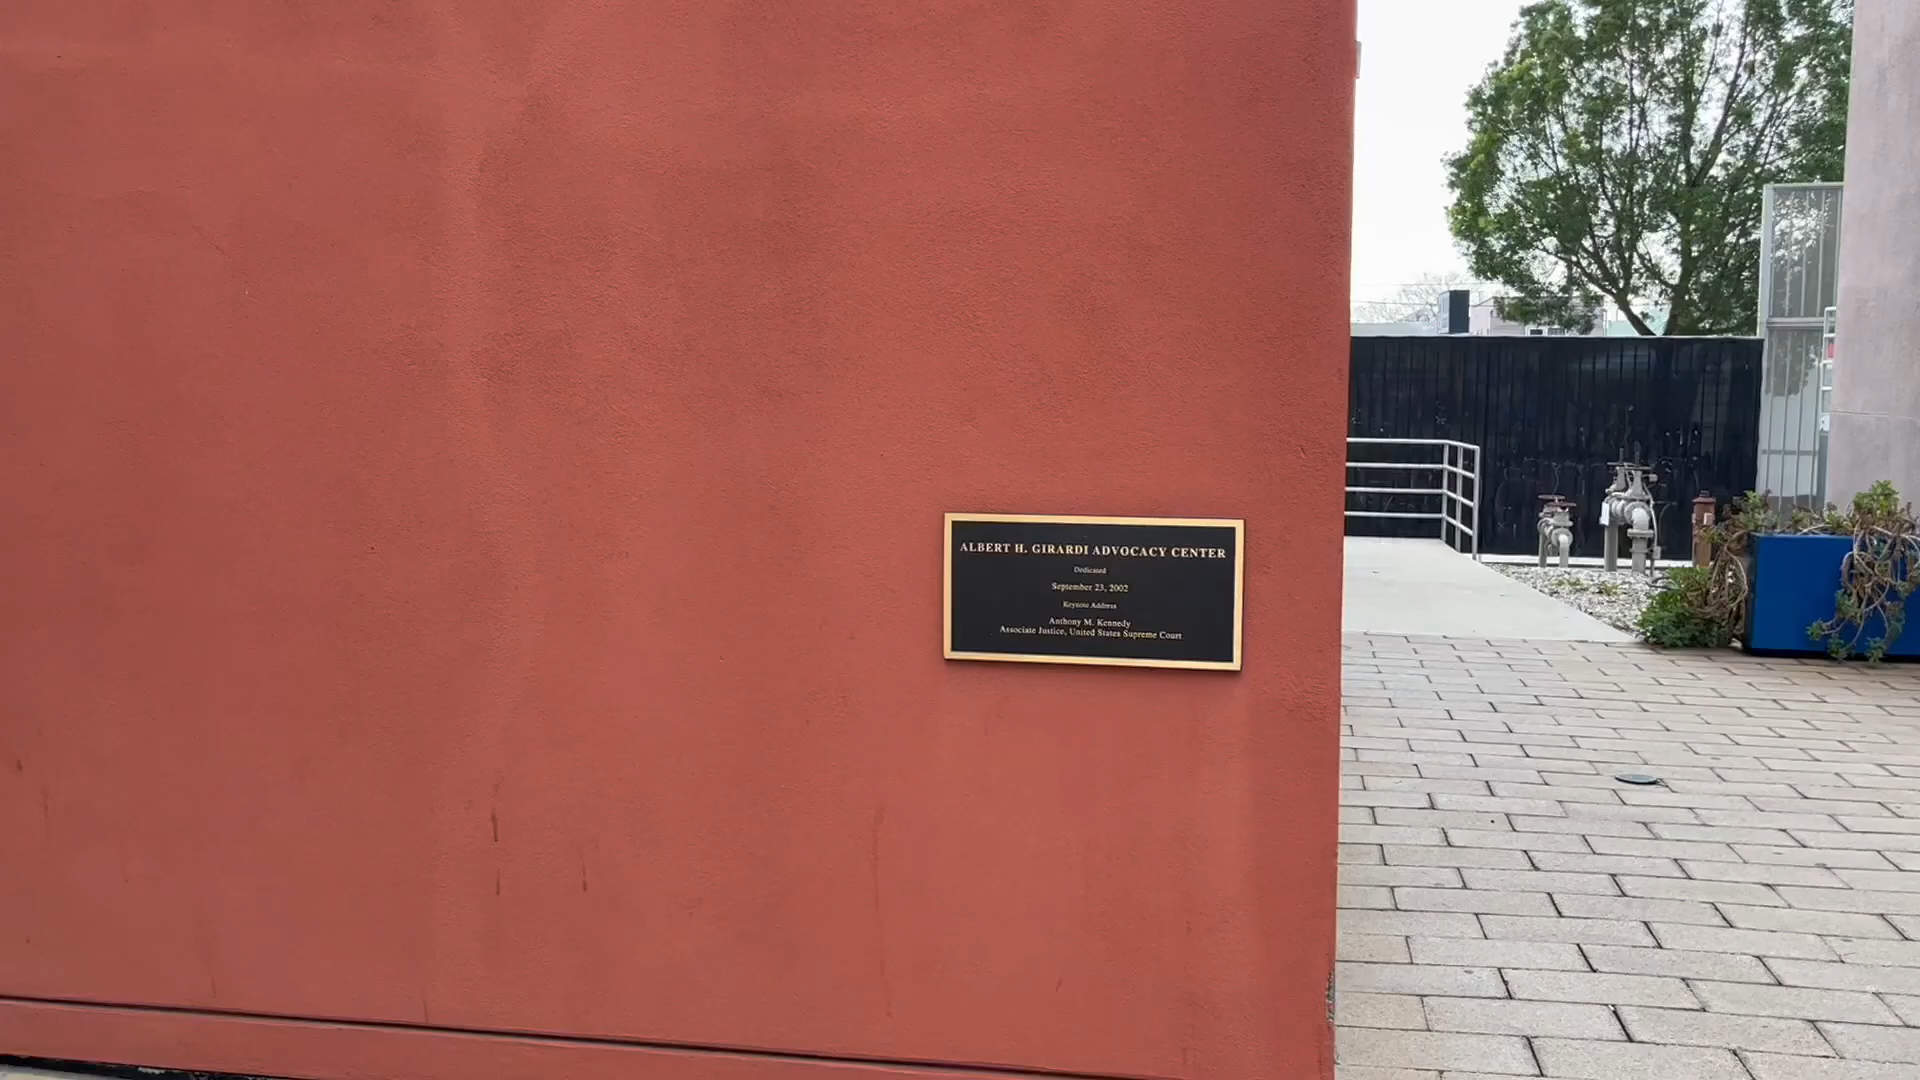 ALBERT H. GIRARDI ADVOCACY CENTER
Dedicated
September 23, 2002
Keynote Address
Anthony M. Kennedy
Associate Justice, United States Supreme Court